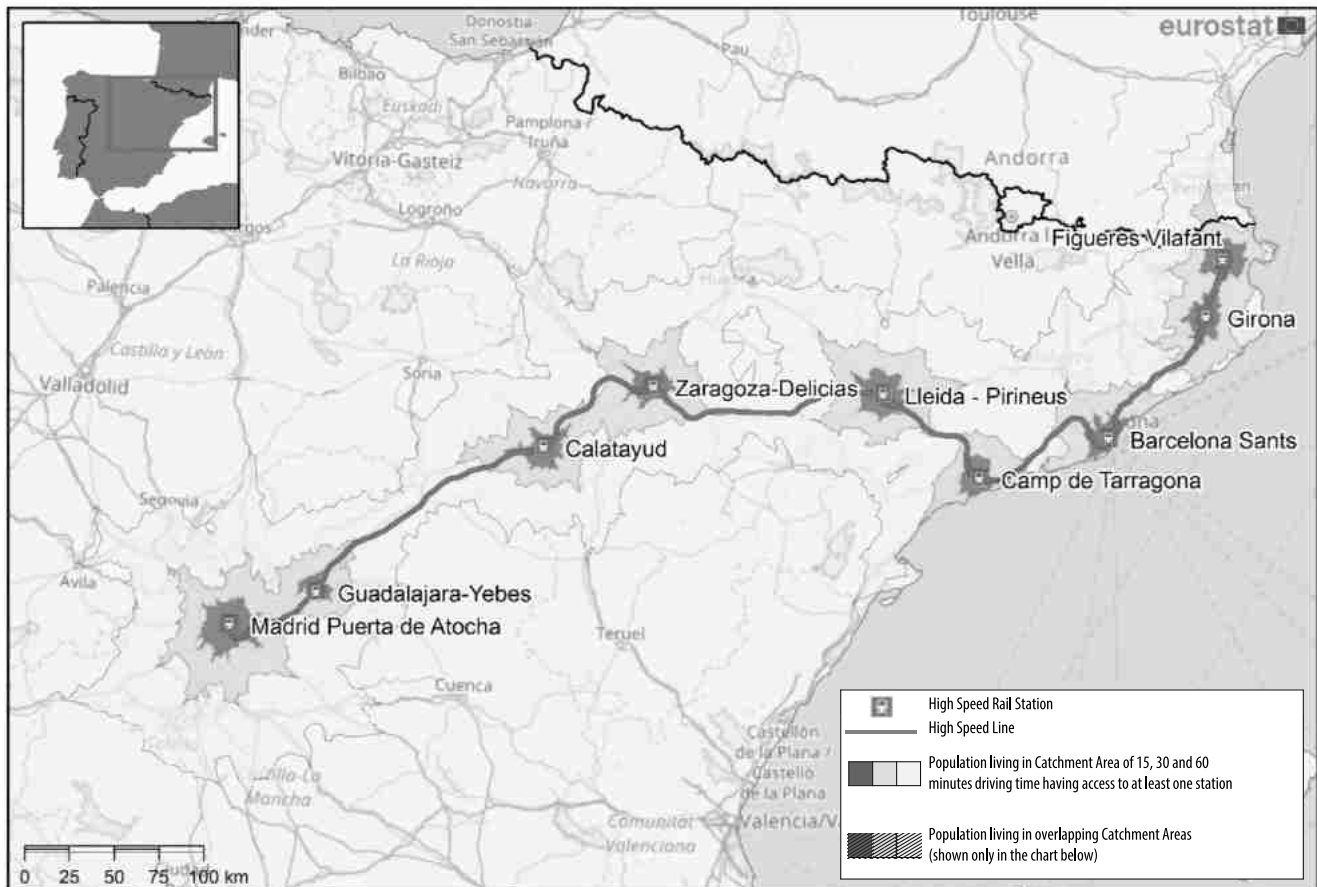 Donostia
San Sebastián
Toulouse
eurostat
Pau
Bilbao
Euskadi
Pamplona /
Iruña
Vitoria-Gasteiz
Navarra
Andorra
Logroño
Andorra
Vella
Figueres Vilafant
La Rioja
Palencia
Girona
Castilla y León
Soria
Valladolid
Zaragoza-Delicias
Lleida - Pirineus
Barcelona Sants
Calatayud
Camp de Tarragona
Segovia
Ávila
Guadalajara-Yebes
Madrid Puerta de Atocha
Teruel
Cuenca
Castellón
de la Plana /
Castelló
de la Plana
Mancha
Comunitat
Valenciana
Valencia/
High Speed Rail Station
High Speed Line
Population living in Catchment Area of 15, 30 and 60
minutes driving time having access to at least one station
Population living in overlapping Catchment Areas
(shown only in the chart below)
0 25 50 75 100 km